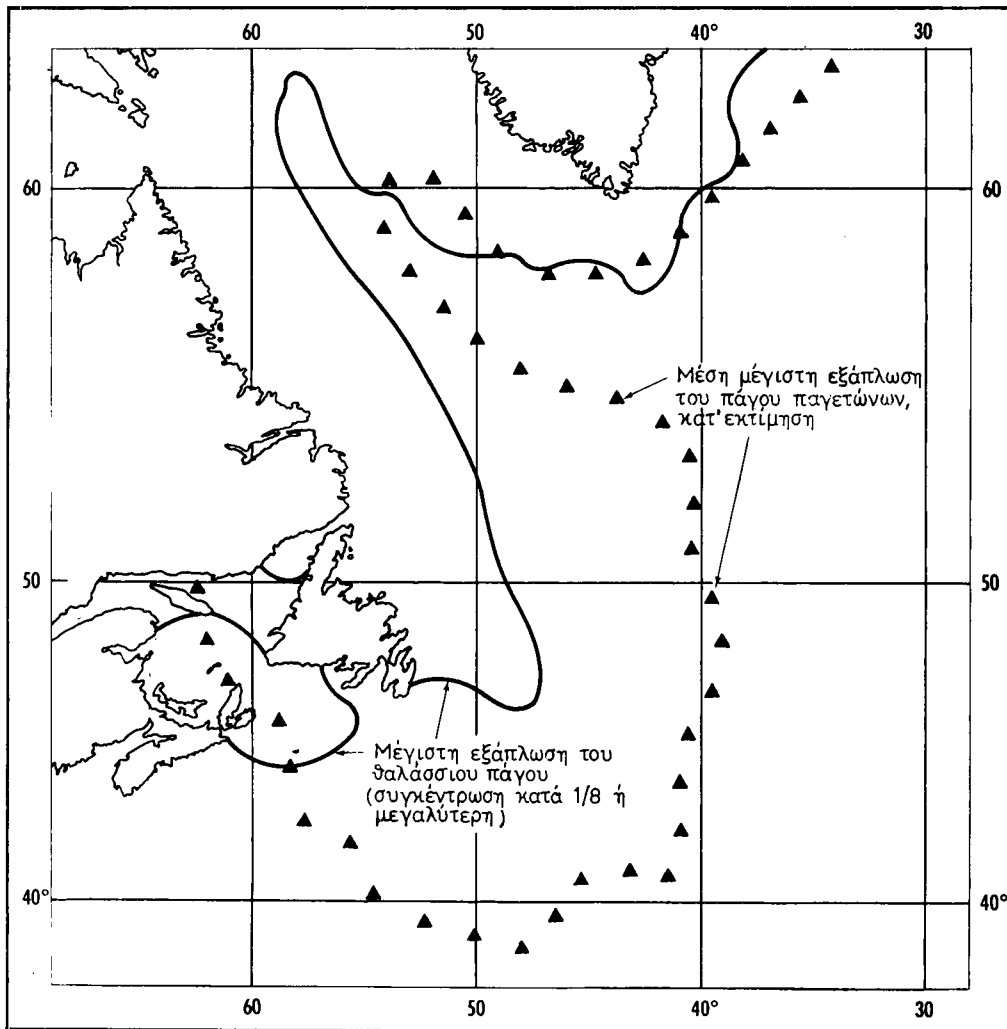 60 50 40° 30
60 60
Μέση μέγιστη εξάπλωση
του πάγου παγετώνων,
κατ' εκτίμηση
50 50
Μέγιστη εξάπλωση του
θαλάσσιου πάγου
(συγκέντρωση κατά 1/8 ή
μεγαλύτερη)
40° 40°
60 50 40° 30